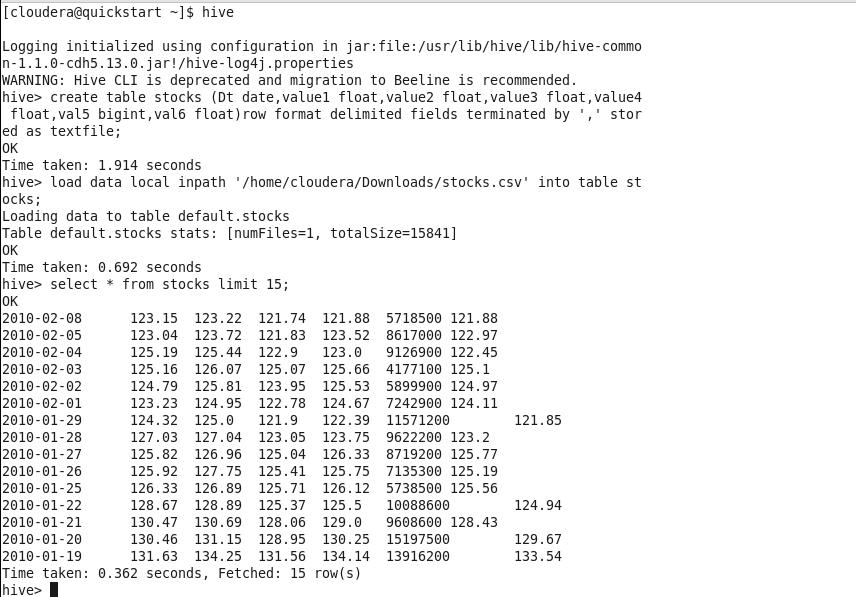 [cloudera@quickstart ~]$ hive
Logging initialized using configuration in jar:file:/usr/lib/hive/lib/hive-commo
n-1.1.0-cdh5.13.0.jar!/hive-log4j.properties
WARNING: Hive CLI is deprecated and migration to Beeline is recommended.
hive> create table stocks (Dt date,value1 float,value2 float,value3 float,value4
 float,val5 bigint,val6 float)row format delimited fields terminated by ',' stor
ed as textfile;
OK
Time taken: 1.914 seconds
hive> load data local inpath '/home/cloudera/Downloads/stocks.csv' into table st
ocks;
Loading data to table default.stocks
Table default.stocks stats: [numFiles=1, totalSize=15841]
OK
Time taken: 0.692 seconds
hive> select * from stocks limit 15;
OK
2010-02-08      123.15  123.22  121.74  121.88  5718500 121.88
2010-02-05      123.04  123.72  121.83  123.52  8617000 122.97
2010-02-04      125.19  125.44  122.9   123.0   9126900 122.45
2010-02-03      125.16  126.07  125.07  125.66  4177100 125.1
2010-02-02      124.79  125.81  123.95  125.53  5899900 124.97
2010-02-01      123.23  124.95  122.78  124.67  7242900 124.11
2010-01-29      124.32  125.0   121.9   122.39  11571200        121.85
2010-01-28      127.03  127.04  123.05  123.75  9622200 123.2
2010-01-27      125.82  126.96  125.04  126.33  8719200 125.77
2010-01-26      125.92  127.75  125.41  125.75  7135300 125.19
2010-01-25      126.33  126.89  125.71  126.12  5738500 125.56
2010-01-22      128.67  128.89  125.37  125.5   10088600        124.94
2010-01-21      130.47  130.69  128.06  129.0   9608600 128.43
2010-01-20      130.46  131.15  128.95  130.25  15197500        129.67
2010-01-19      131.63  134.25  131.56  134.14  13916200        133.54
Time taken: 0.362 seconds, Fetched: 15 row(s)
hive>